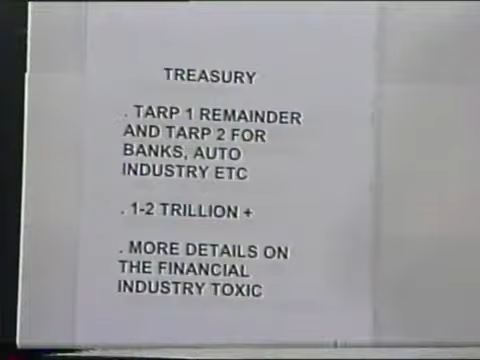 TREASURY
. TARP 1 REMAINDER
AND TARP 2 FOR
BANKS, AUTO
INDUSTRY ETC
. 1-2 TRILLION +
. MORE DETAILS ON
THE FINANCIAL
INDUSTRY TOXIC